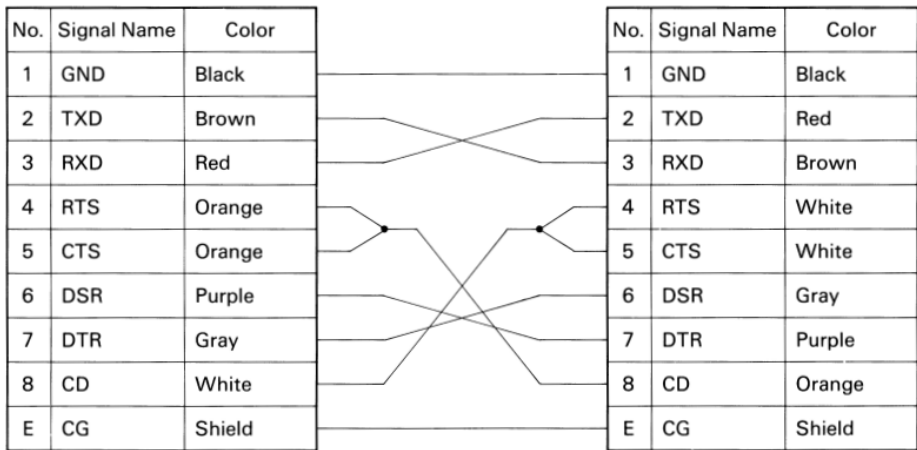 No. Signal Name Color No. Signal Name Color
1 GND Black 1 GND Black
2 TXD Brown 2 TXD Red
3 RXD Red 3 RXD Brown
4 RTS Orange 4 RTS White
5 CTS Orange 5 CTS White
6 DSR Purple 6 DSR Gray
7 DTR Gray 7 DTR Purple
8 CD White 8 CD Orange
E CG Shield E CG Shield